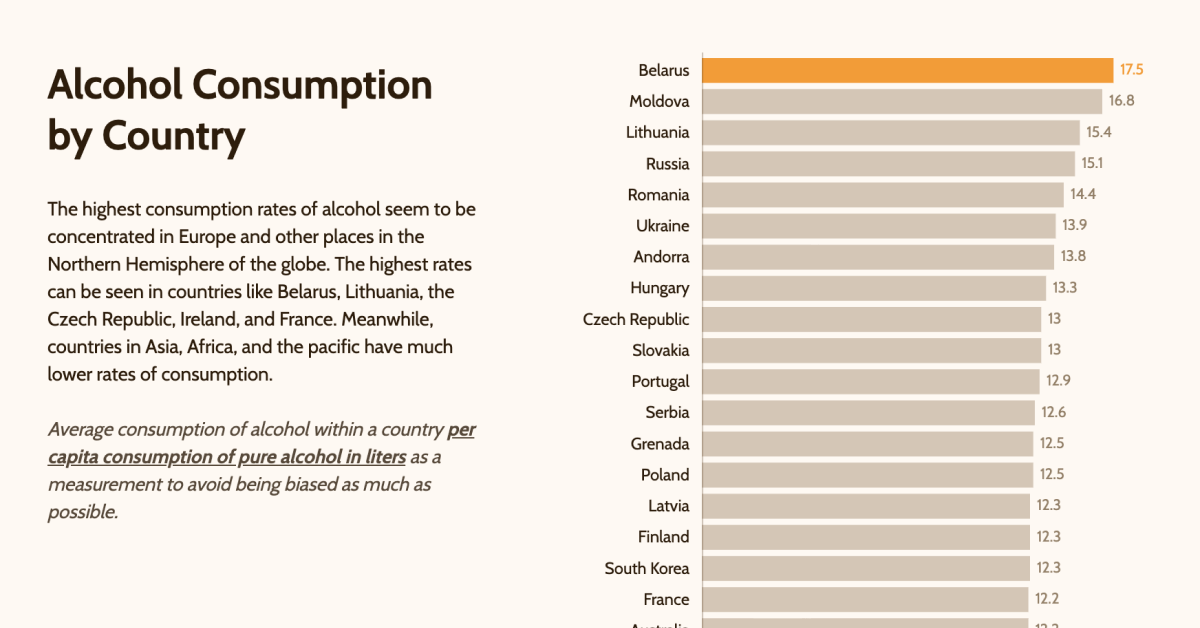 Alcohol Consumption
by Country
The highest consumption rates of alcohol seem to be
concentrated in Europe and other places in the
Northern Hemisphere of the globe. The highest rates
can be seen in countries like Belarus, Lithuania, the
Czech Republic, Ireland, and France. Meanwhile,
countries in Asia, Africa, and the pacific have much
lower rates of consumption.
Average consumption of alcohol within a country per
capita consumption of pure alcohol in liters as a
measurement to avoid being biased as much as
possible.
Belarus 17.5
Moldova 16.8
Lithuania 15.4
Russia 15.1
Romania 14.4
Ukraine 13.9
Andorra 13.8
Hungary 13.3
Czech Republic 13
Slovakia 13
Portugal 12.9
Serbia 12.6
Grenada 12.5
Poland 12.5
Latvia 12.3
Finland 12.3
South Korea 12.3
France 12.2